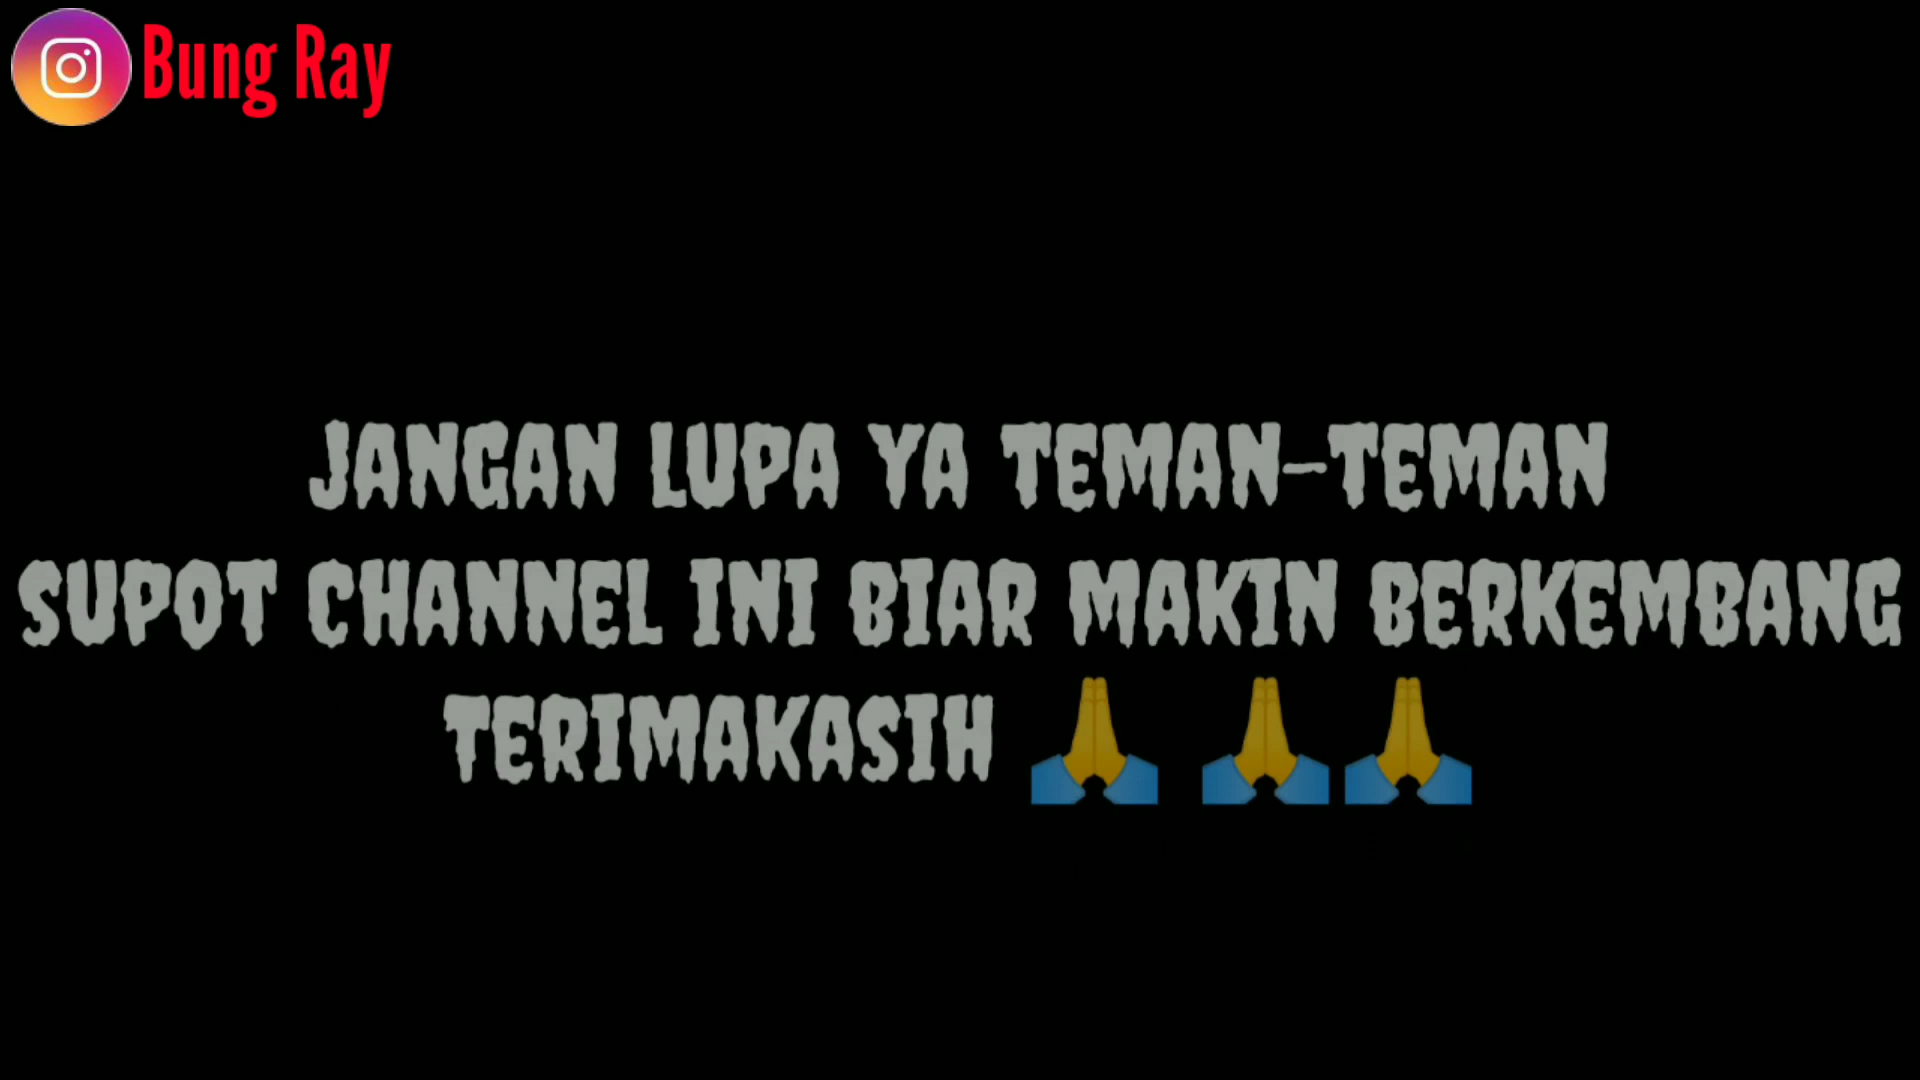 Bung Ray
JANGAN LUPA YA TEMAN-TEMAN
SUPOT CHANNEL INI BIAR MAKIN BERKEMBANG
TERIMAKASIH 🙏 🙏🙏